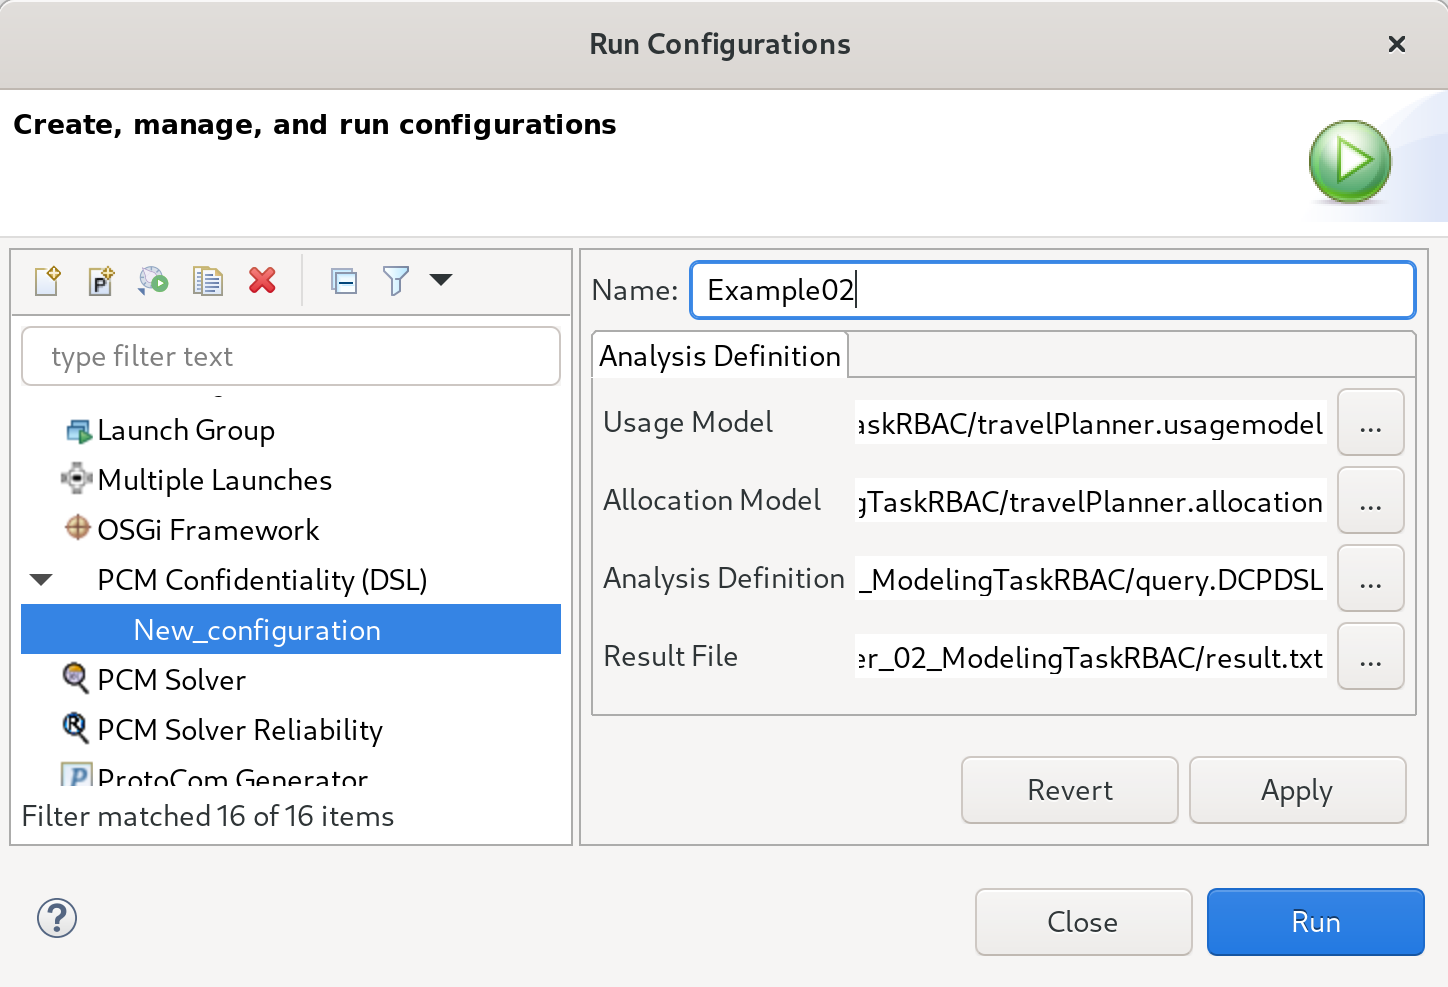 Run Configurations
Create, manage, and run configurations
type filter text
Launch Group
Multiple Launches
OSGi Framework
PCM Confidentiality (DSL)
New_configuration
PCM Solver
PCM Solver Reliability
ProtoCom Generator
Filter matched 16 of 16 items
Name: Example02
Analysis Definition
Usage Model askRBAC/travelPlanner.usagemodel ...
Allocation Model gTaskRBAC/travelPlanner.allocation ...
Analysis Definition _ModelingTaskRBAC/query.DCPDSL ...
Result File er_02_ModelingTaskRBAC/result.txt ...
Revert Apply
? Close Run